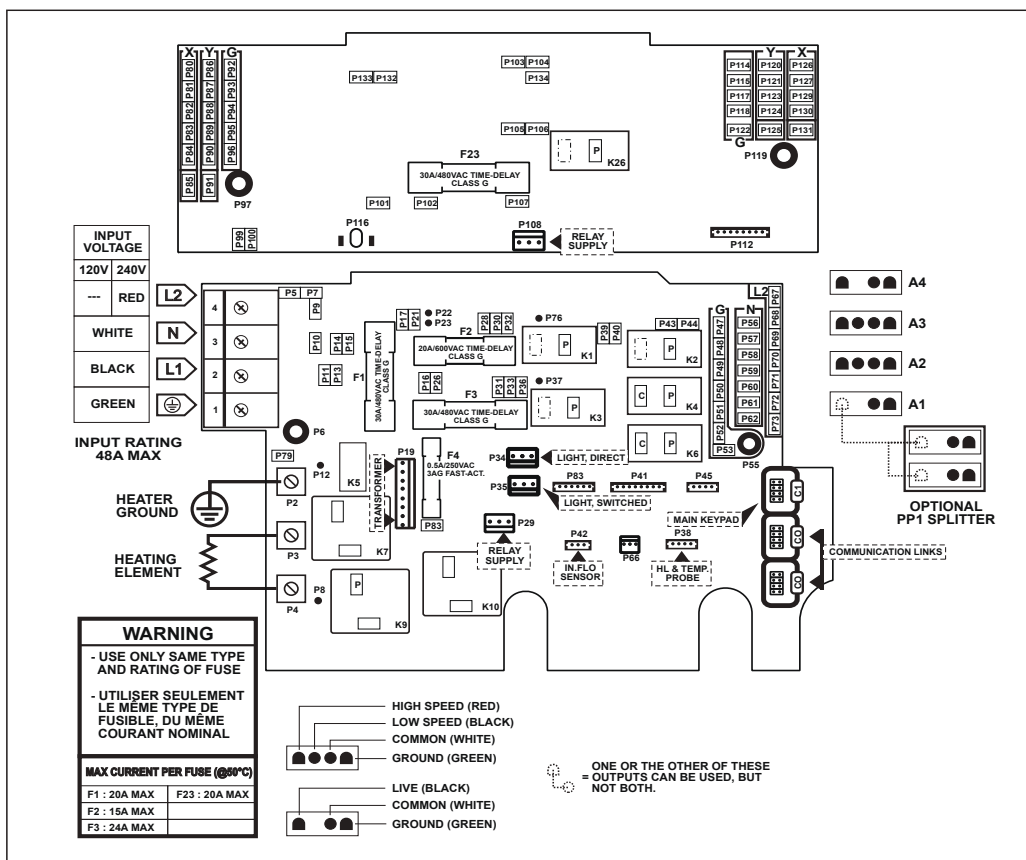 X Y G
P80 P81 P82 P83 P84 P85
P86 P87 P88 P89 P90 P91
P92 P93 P94 P95 P96
P97
P99 P100
P133 P132
P103 P104
P134
P105 P106
P
K26
F23
30A/480VAC TIME-DELAY
CLASS G
P101
P102
P107
P116
P108
RELAY
SUPPLY
P112
Y X
P114 P120 P126
P115 P121 P127
P117 P123 P129
P118 P124 P130
P122 P125 P131
G
P119
INPUT
VOLTAGE
120V 240V
--- RED L2
WHITE N
BLACK L1
GREEN
INPUT RATING
48A MAX
4
3
2
1
P5 P7
P9
P10
P14 P15
P11 P13
P17 P21
P22
P23
F1
30A/480VAC TIME-DELAY
CLASS G
F2
P28 P30 P32
20A/600VAC TIME-DELAY
CLASS G
P16 P26
P31 P33 P36
F3
30A/480VAC TIME-DELAY
CLASS G
P76
P
K1
P39 P40
P43 P44
P
K2
P37
P
K3
C P
K4
C P
K6
G N L2
P47 P48 P49 P50 P51 P52 P53
P56
P57
P58
P59
P60
P61
P62
P67 P68 P69 P70 P71 P72 P73
P55
P6
P79
P12
K5
P19
TRANSFORMER
F4
0.5A/250VAC
3AG FAST-ACT.
P83
P34
LIGHT, DIRECT
P35
LIGHT, SWITCHED
P83
P41
P45
P29
RELAY
SUPPLY
P42
IN.FLO
SENSOR
P66
P38
HL & TEMP.
PROBE
MAIN KEYPAD
C1
CO
CO
COMMUNICATION LINKS
HEATER
GROUND
P2
HEATING
ELEMENT
P3
P4
P8
K7
P
K9
K10
A4
A3
A2
A1
OPTIONAL
PP1 SPLITTER
WARNING
- USE ONLY SAME TYPE
AND RATING OF FUSE
- UTILISER SEULEMENT
LE MÊME TYPE DE
FUSIBLE, DU MÊME
COURANT NOMINAL
MAX CURRENT PER FUSE (@50°C)
F1 : 20A MAX F23 : 20A MAX
F2 : 15A MAX
F3 : 24A MAX
HIGH SPEED (RED)
LOW SPEED (BLACK)
COMMON (WHITE)
GROUND (GREEN)
LIVE (BLACK)
COMMON (WHITE)
GROUND (GREEN)
ONE OR THE OTHER OF THESE
= OUTPUTS CAN BE USED, BUT
NOT BOTH.